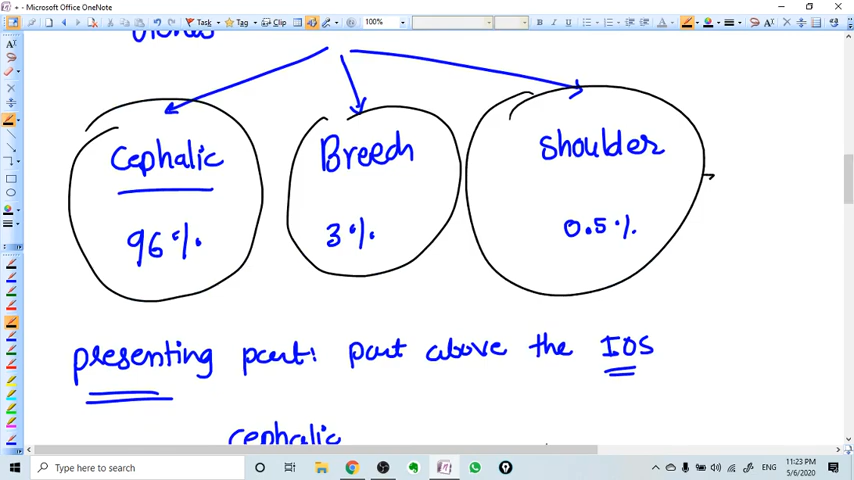 Microsoft Office OneNote
Task
Tag
Clip
100%
B I U
Cephalic Breech Shoulder
96% 3% 0.5%
presenting part: part above the IOS
cephalic
Type here to search
ENG
11:23 PM
5/6/2020